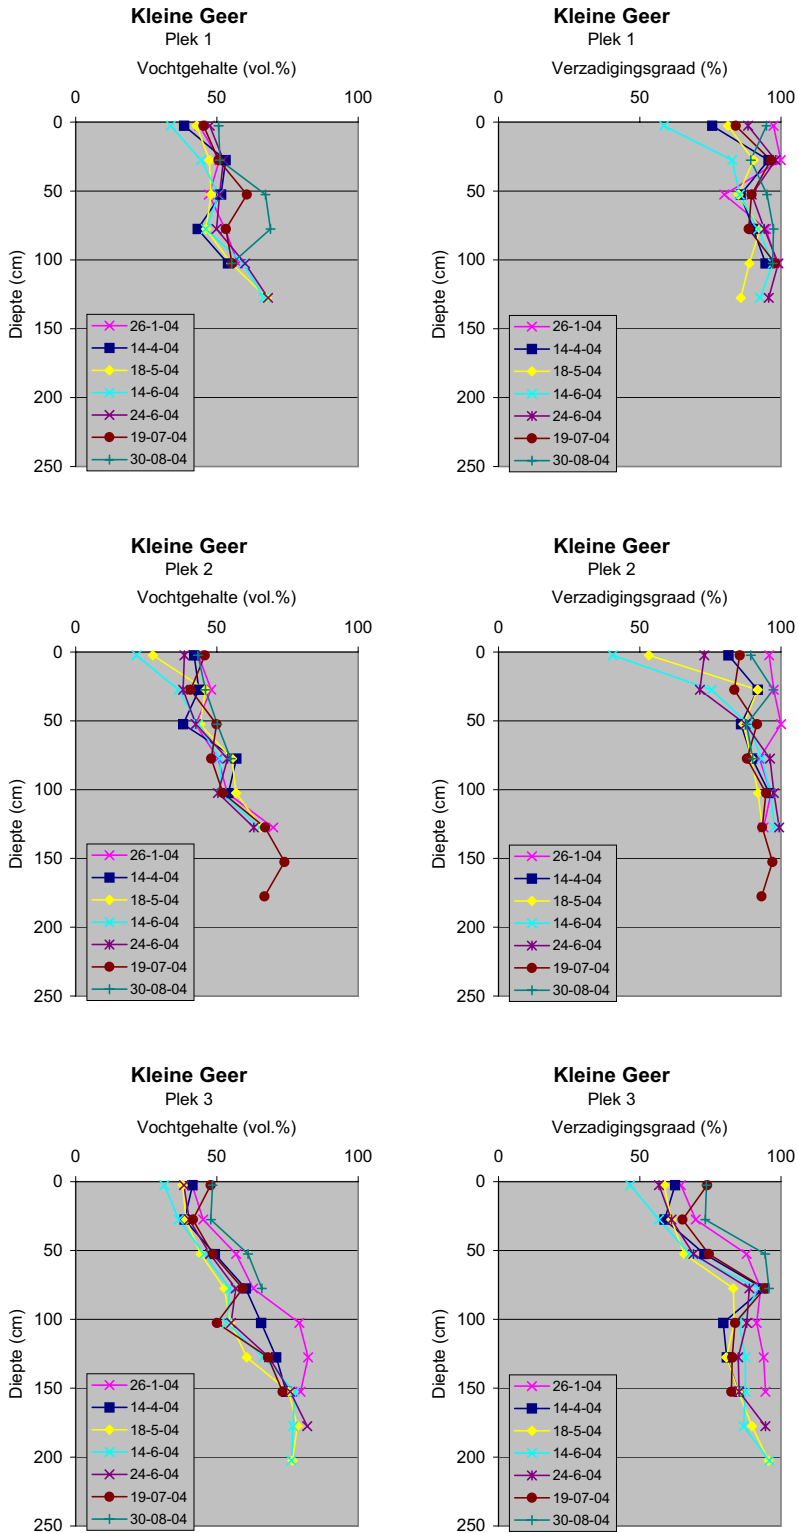 Kleine Geer
Plek 1
Vochtgehalte (vol.%)
0 50 100
0
50
100
150
200
250
Diepte (cm)
26-1-04
14-4-04
18-5-04
14-6-04
24-6-04
19-07-04
30-08-04
Kleine Geer
Plek 1
Verzadigingsgraad (%)
0 50 100
0
50
100
150
200
250
Diepte (cm)
26-1-04
14-4-04
18-5-04
14-6-04
24-6-04
19-07-04
30-08-04
Kleine Geer
Plek 2
Vochtgehalte (vol.%)
0 50 100
0
50
100
150
200
250
Diepte (cm)
26-1-04
14-4-04
18-5-04
14-6-04
24-6-04
19-07-04
30-08-04
Kleine Geer
Plek 2
Verzadigingsgraad (%)
0 50 100
0
50
100
150
200
250
Diepte (cm)
26-1-04
14-4-04
18-5-04
14-6-04
24-6-04
19-07-04
30-08-04
Kleine Geer
Plek 3
Vochtgehalte (vol.%)
0 50 100
0
50
100
150
200
250
Diepte (cm)
26-1-04
14-4-04
18-5-04
14-6-04
24-6-04
19-07-04
30-08-04
Kleine Geer
Plek 3
Verzadigingsgraad (%)
0 50 100
0
50
100
150
200
250
Diepte (cm)
26-1-04
14-4-04
18-5-04
14-6-04
24-6-04
19-07-04
30-08-04